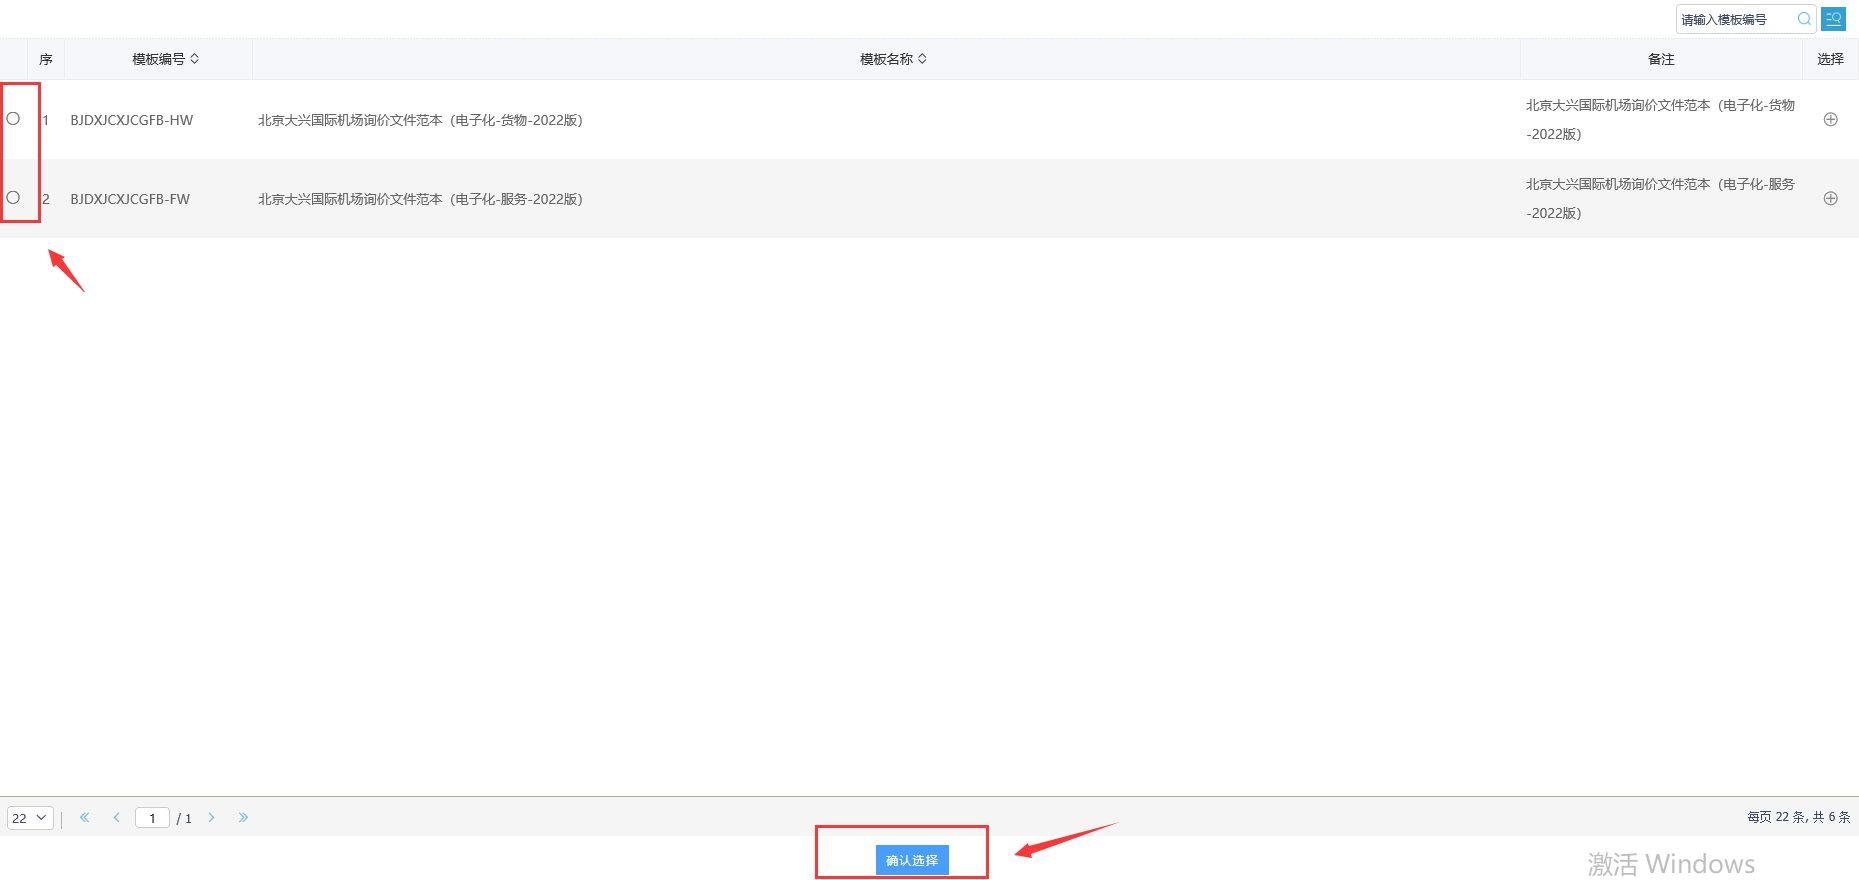 请输入模板编号
序 模板编号 模板名称 备注 选择
1 BJDXJCXJCGFB-HW 北京大兴国际机场询价文件范本（电子化-货物-2022版） 北京大兴国际机场询价文件范本（电子化-货物
-2022版）
2 BJDXJCXJCGFB-FW 北京大兴国际机场询价文件范本（电子化-服务-2022版） 北京大兴国际机场询价文件范本（电子化-服务
-2022版）
22 1 / 1 每页 22 条, 共 6 条
确认选择
激活 Windows